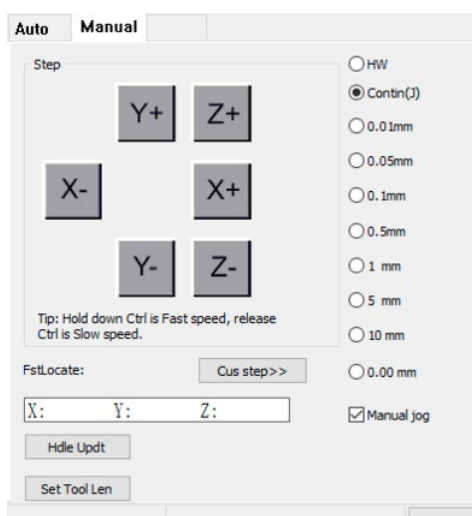 Auto Manual
Step
Y+ Z+
X- X+
Y- Z-
Tip: Hold down Ctrl is Fast speed, release
Ctrl is Slow speed.
FstLocate:
Cus step>>
X: Y: Z:
Hdle Updt
Set Tool Len
HW
Contin(J)
0.01mm
0.05mm
0.1mm
0.5mm
1 mm
5 mm
10 mm
0.00 mm
Manual jog